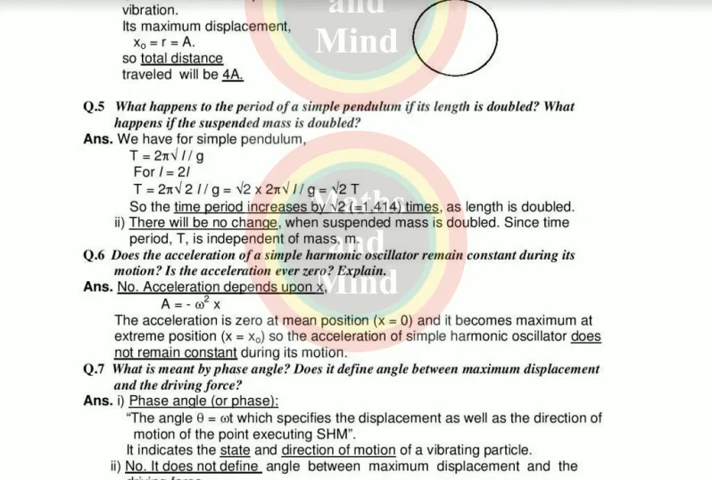 vibration.
Its maximum displacement,
x₀ = r = A.
so total distance
traveled will be 4A.
and
Mind
Q.5 What happens to the period of a simple pendulum if its length is doubled? What
happens if the suspended mass is doubled?
Ans. We have for simple pendulum,
T = 2π√ l / g
For l = 2l
T = 2π√ 2 l / g = √2 x 2π√ l / g = √2 T
So the time period increases by √2 (=1.414) times, as length is doubled.
ii) There will be no change, when suspended mass is doubled. Since time
period, T, is independent of mass, m.
Maths
and
Mind
Q.6 Does the acceleration of a simple harmonic oscillator remain constant during its
motion? Is the acceleration ever zero? Explain.
Ans. No. Acceleration depends upon x,
A = - ω² x
The acceleration is zero at mean position (x = 0) and it becomes maximum at
extreme position (x = x₀) so the acceleration of simple harmonic oscillator does
not remain constant during its motion.
Q.7 What is meant by phase angle? Does it define angle between maximum displacement
and the driving force?
Ans. i) Phase angle (or phase):
"The angle θ = ωt which specifies the displacement as well as the direction of
motion of the point executing SHM".
It indicates the state and direction of motion of a vibrating particle.
ii) No. It does not define angle between maximum displacement and the